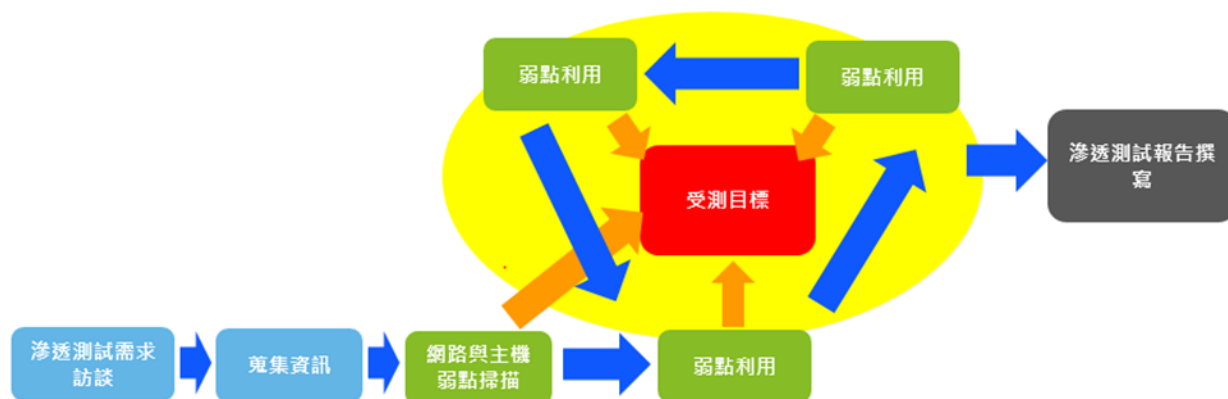 弱點利用
弱點利用
滲透測試報告撰
寫
受測目標
滲透測試需求
訪談
蒐集資訊
網路與主機
弱點掃描
弱點利用